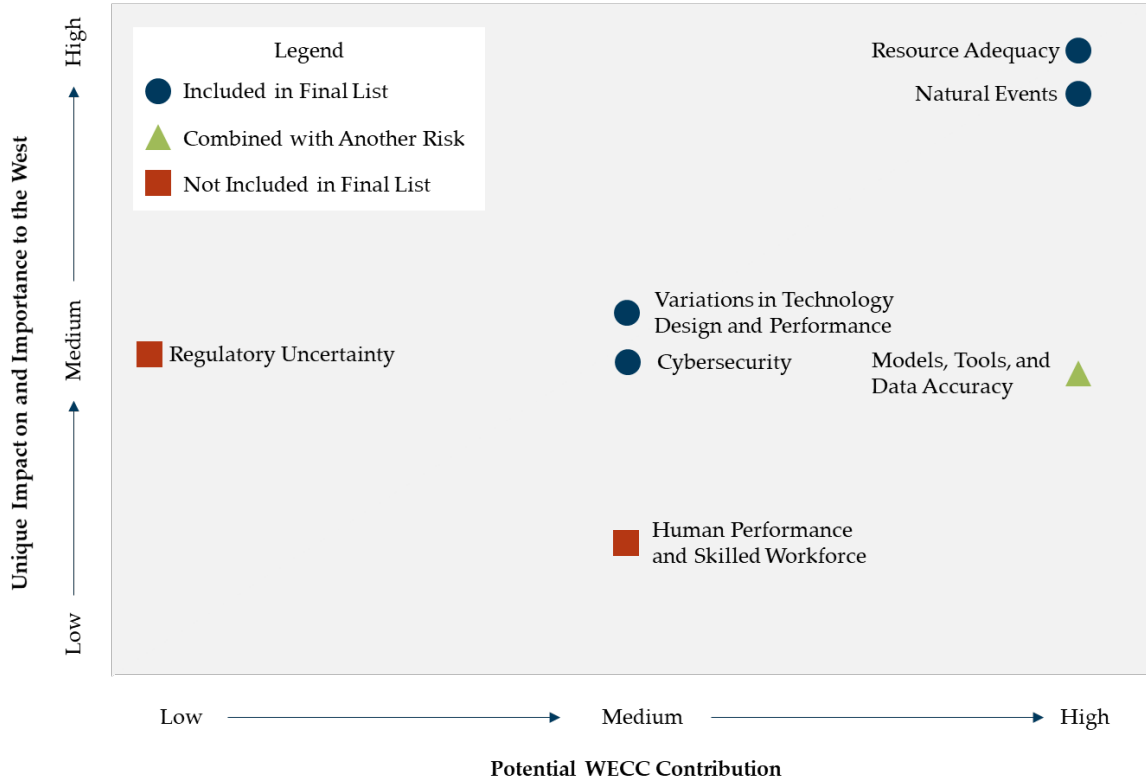 Unique Impact on and Importance to the West
High
Medium
Low
Legend
Included in Final List
Combined with Another Risk
Not Included in Final List
Resource Adequacy
Natural Events
Variations in Technology
Design and Performance
Regulatory Uncertainty
Cybersecurity
Models, Tools, and
Data Accuracy
Human Performance
and Skilled Workforce
Low
Medium
High
Potential WECC Contribution